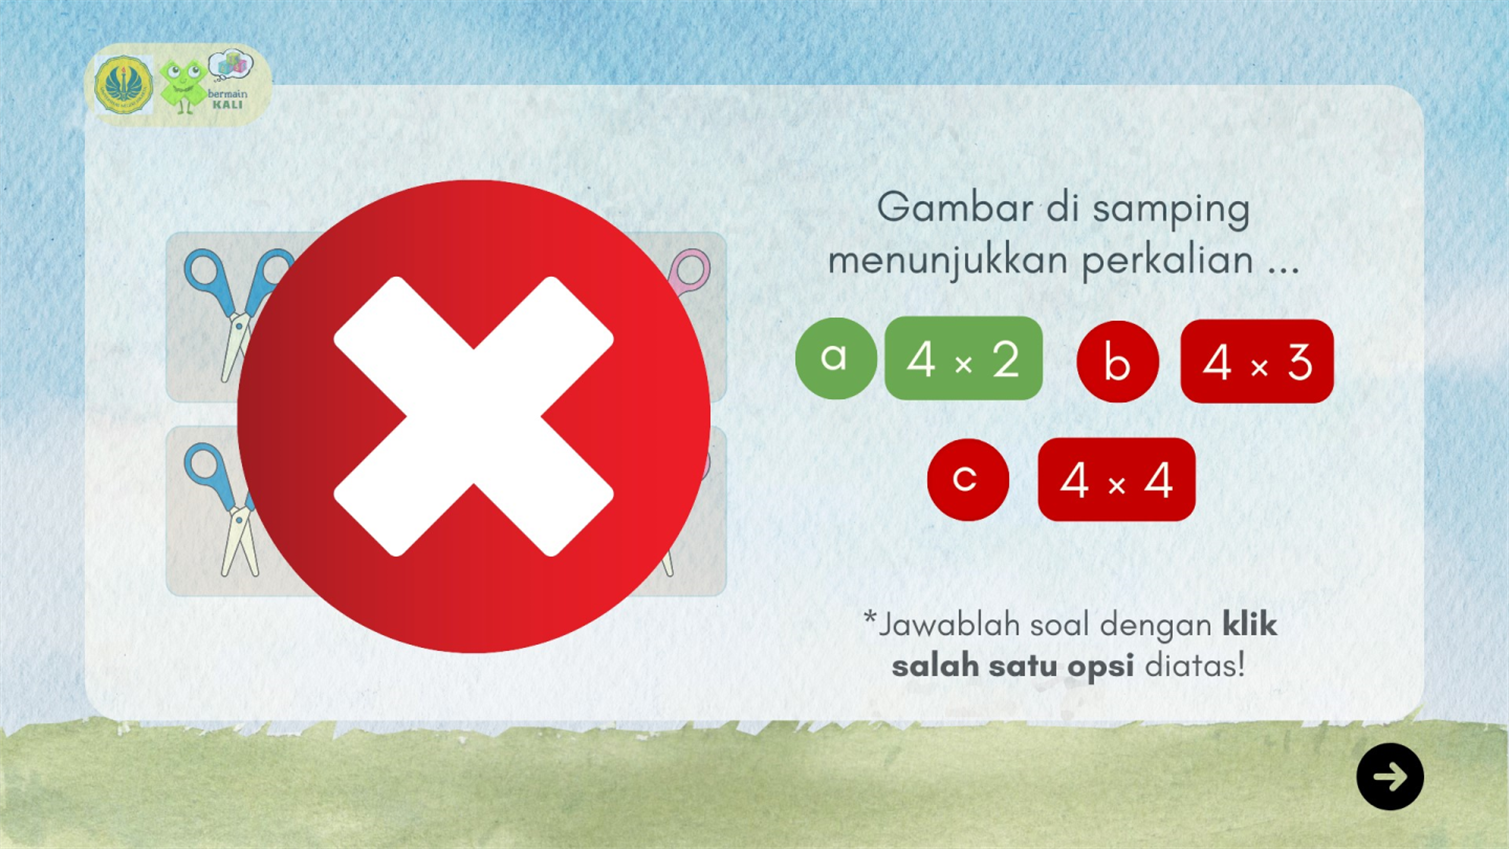 bermain
KALI
Gambar di samping
menunjukkan perkalian ...
a 4 × 2 b 4 × 3
c 4 × 4
*Jawablah soal dengan klik
salah satu opsi diatas!